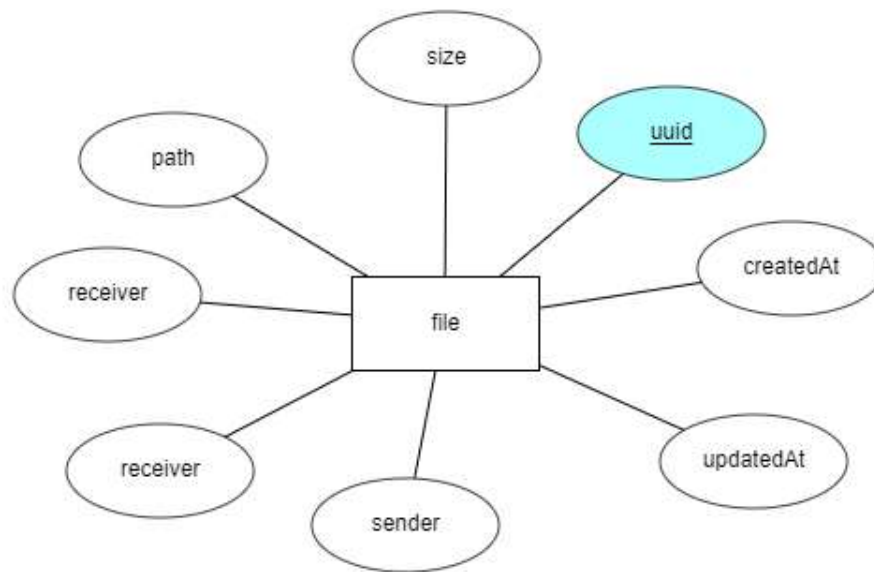 size
uuid
path
createdAt
receiver
file
receiver
updatedAt
sender